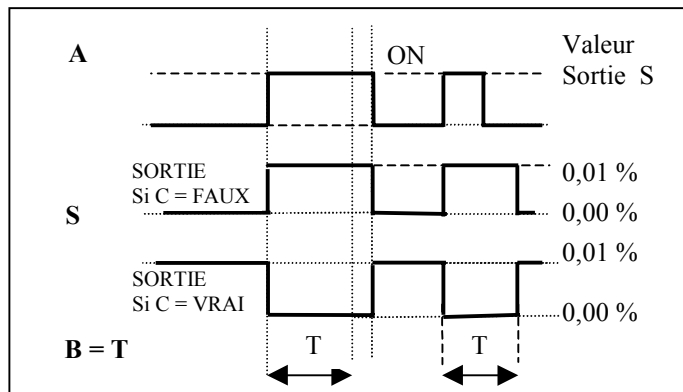 A
ON
Valeur
Sortie S
SORTIE
Si C = FAUX
0,01 %
0,00 %
S
0,01 %
SORTIE
Si C = VRAI
0,00 %
B = T
T
T